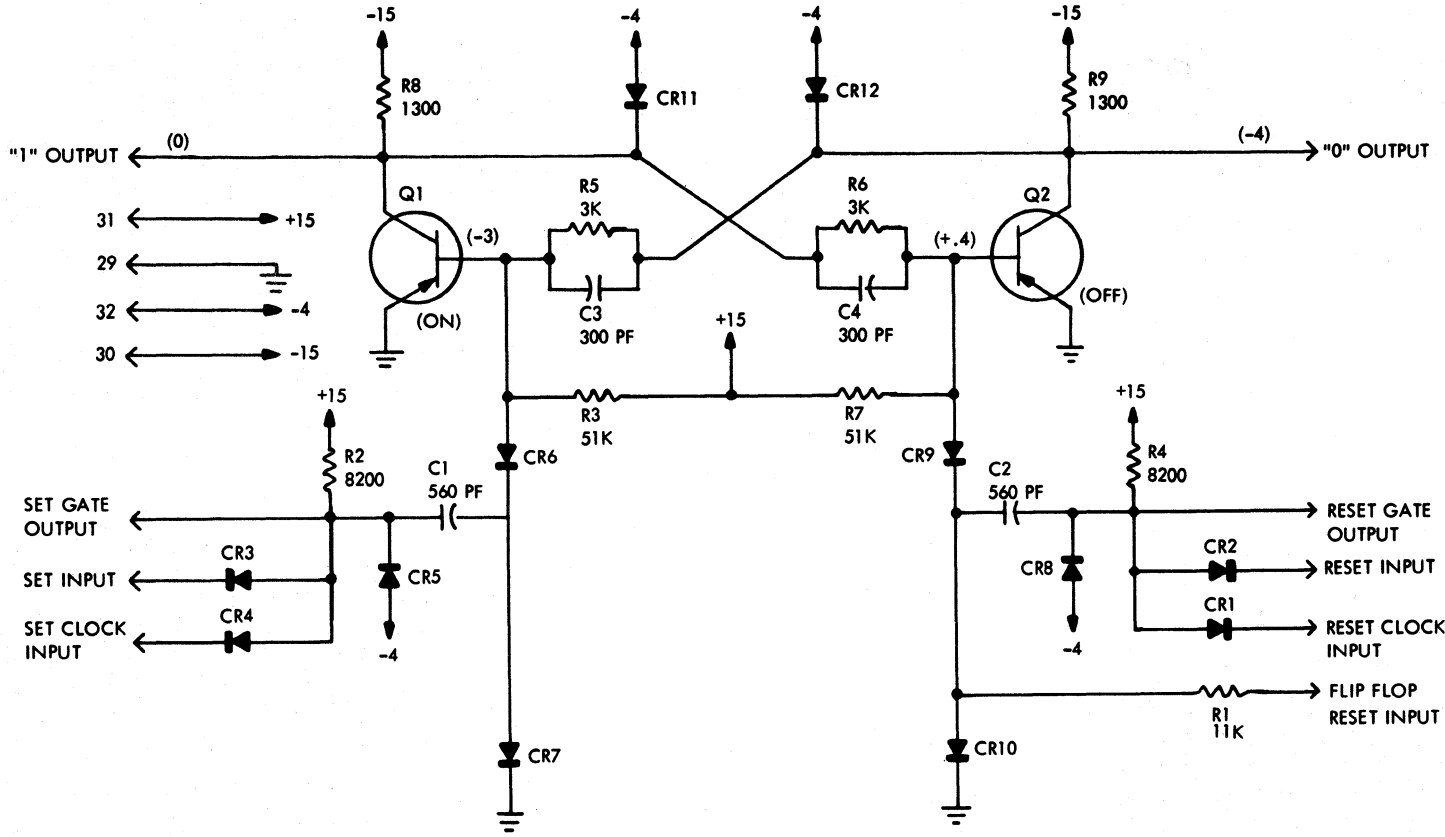 -15
-4
-4
-15
R8
1300
CR11
CR12
R9
1300
"1" OUTPUT
(0)
(-4)
"0" OUTPUT
Q1
R5
3K
R6
3K
Q2
31
+15
(-3)
(+.4)
29
32
-4
(ON)
C3
300 PF
C4
300 PF
(OFF)
30
-15
+15
R3
51K
R7
51K
+15
+15
R2
8200
C1
560 PF
CR6
CR9
C2
560 PF
R4
8200
SET GATE
OUTPUT
RESET GATE
OUTPUT
CR3
CR5
CR8
CR2
SET INPUT
RESET INPUT
CR4
CR1
SET CLOCK
INPUT
-4
-4
RESET CLOCK
INPUT
FLIP FLOP
RESET INPUT
R1
11K
CR7
CR10